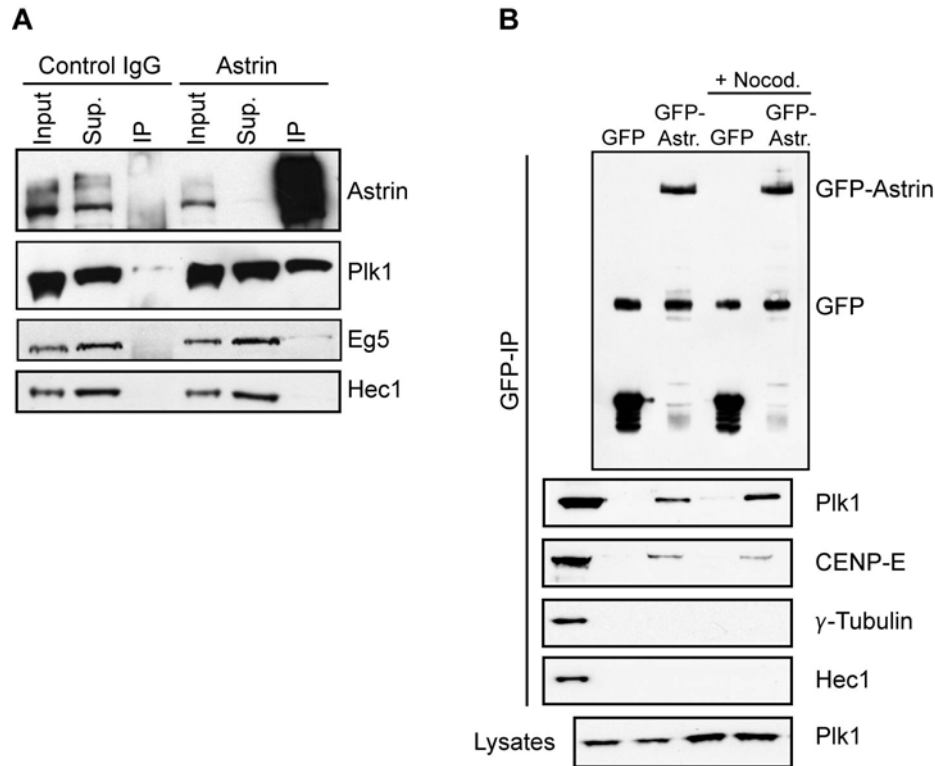 A
Control IgG Astrin
Input Sup. IP Input Sup. IP
Astrin
Plk1
Eg5
Hec1
B
+ Nocod.
GFP GFP-Astr. GFP GFP-Astr.
GFP-IP
GFP-Astrin
GFP
Plk1
CENP-E
γ-Tubulin
Hec1
Lysates Plk1